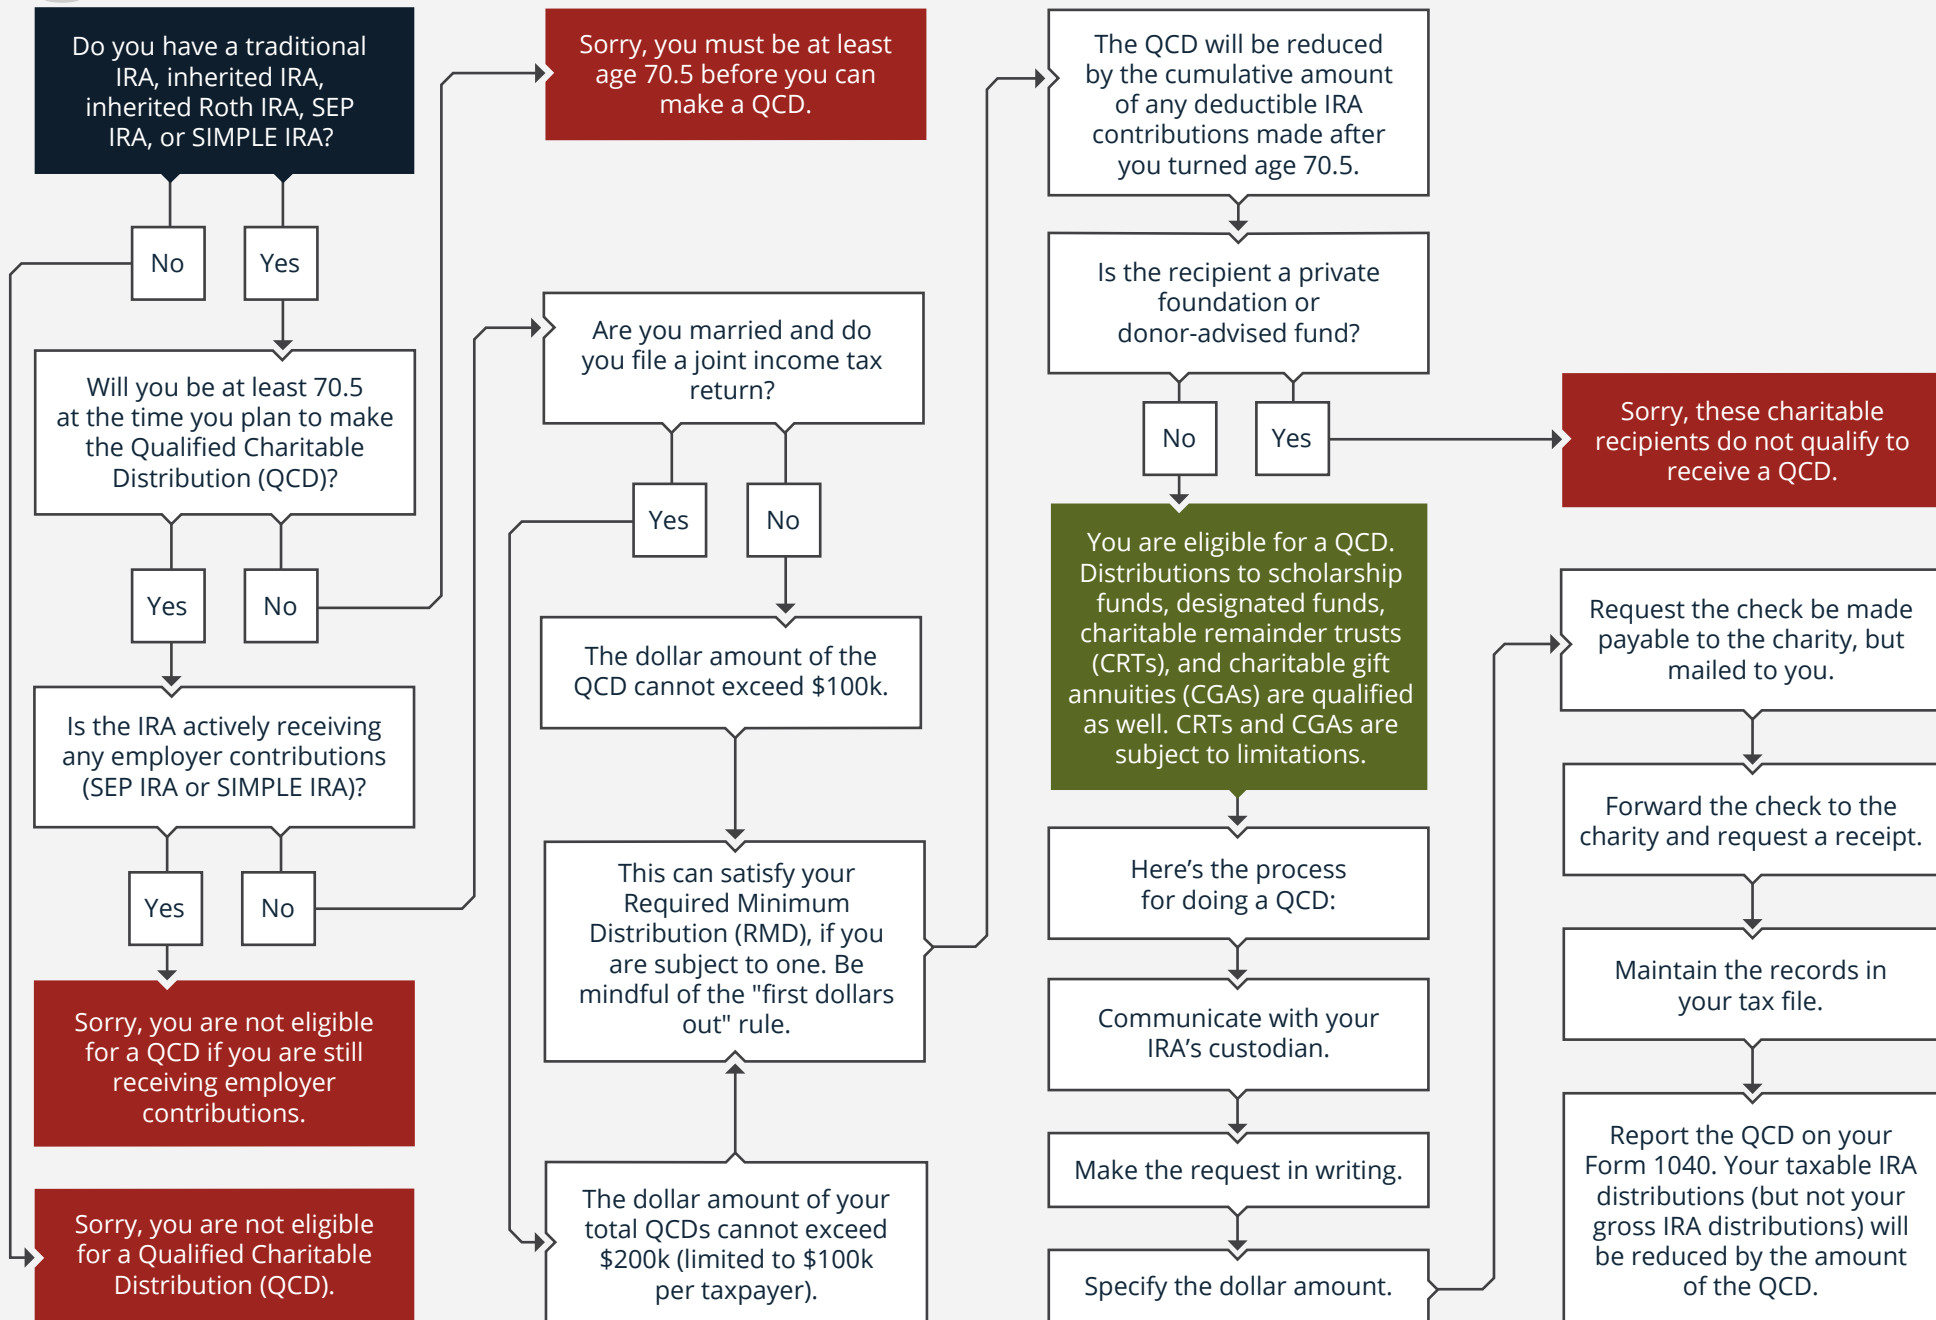 Do you have a traditional
IRA, inherited IRA,
inherited Roth IRA, SEP
IRA, or SIMPLE IRA?
No
Yes
Will you be at least 70.5
at the time you plan to make
the Qualified Charitable
Distribution (QCD)?
Yes
No
Is the IRA actively receiving
any employer contributions
(SEP IRA or SIMPLE IRA)?
Yes
No
Sorry, you are not eligible
for a QCD if you are still
receiving employer
contributions.
Sorry, you are not eligible
for a Qualified Charitable
Distribution (QCD).
Sorry, you must be at least
age 70.5 before you can
make a QCD.
Are you married and do
you file a joint income tax
return?
Yes
No
The dollar amount of the
QCD cannot exceed $100k.
This can satisfy your
Required Minimum
Distribution (RMD), if you
are subject to one. Be
mindful of the "first dollars
out" rule.
The dollar amount of your
total QCDs cannot exceed
$200k (limited to $100k
per taxpayer).
The QCD will be reduced
by the cumulative amount
of any deductible IRA
contributions made after
you turned age 70.5.
Is the recipient a private
foundation or
donor-advised fund?
No
Yes
Sorry, these charitable
recipients do not qualify to
receive a QCD.
You are eligible for a QCD.
Distributions to scholarship
funds, designated funds,
charitable remainder trusts
(CRTs), and charitable gift
annuities (CGAs) are qualified
as well. CRTs and CGAs are
subject to limitations.
Here’s the process
for doing a QCD:
Communicate with your
IRA’s custodian.
Make the request in writing.
Specify the dollar amount.
Request the check be made
payable to the charity, but
mailed to you.
Forward the check to the
charity and request a receipt.
Maintain the records in
your tax file.
Report the QCD on your
Form 1040. Your taxable IRA
distributions (but not your
gross IRA distributions) will
be reduced by the amount
of the QCD.